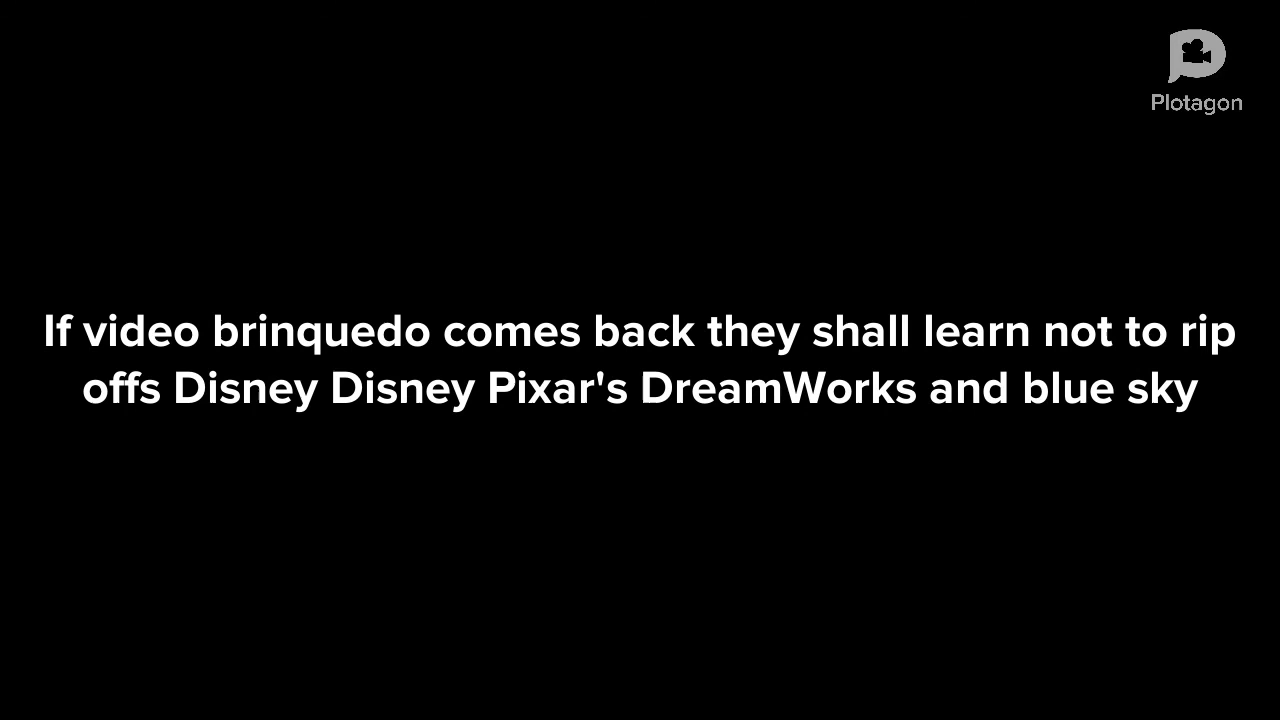 Plotagon
If video brinquedo comes back they shall learn not to rip
offs Disney Disney Pixar's DreamWorks and blue sky